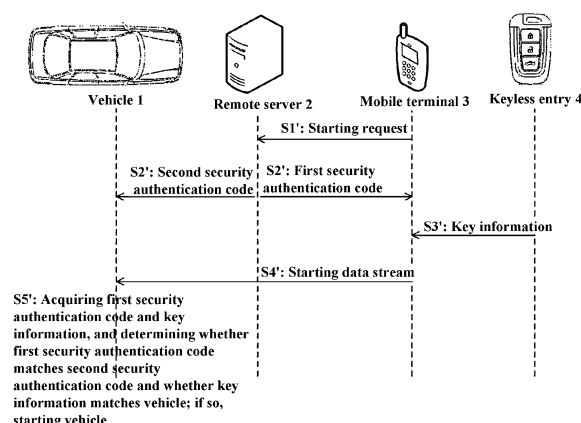 Vehicle 1
Remote server 2
Mobile terminal 3
Keyless entry 4
S1': Starting request
S2': Second security
authentication code
S2': First security
authentication code
S3': Key information
S4': Starting data stream
S5': Acquiring first security
authentication code and key
information, and determining whether
first security authentication code
matches second security
authentication code and whether key
information matches vehicle; if so,
starting vehicle